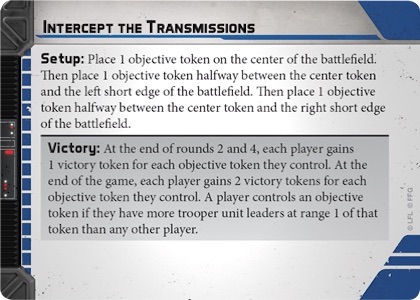 Intercept the Transmissions
Setup: Place 1 objective token on the center of the battlefield.
Then place 1 objective token halfway between the center token
and the left short edge of the battlefield. Then place 1 objective
token halfway between the center token and the right short edge
of the battlefield.
Victory: At the end of rounds 2 and 4, each player gains
1 victory token for each objective token they control. At the
end of the game, each player gains 2 victory tokens for each
objective token they control. A player controls an objective
token if they have more trooper unit leaders at range 1 of that
token than any other player.
© LFL © FFG